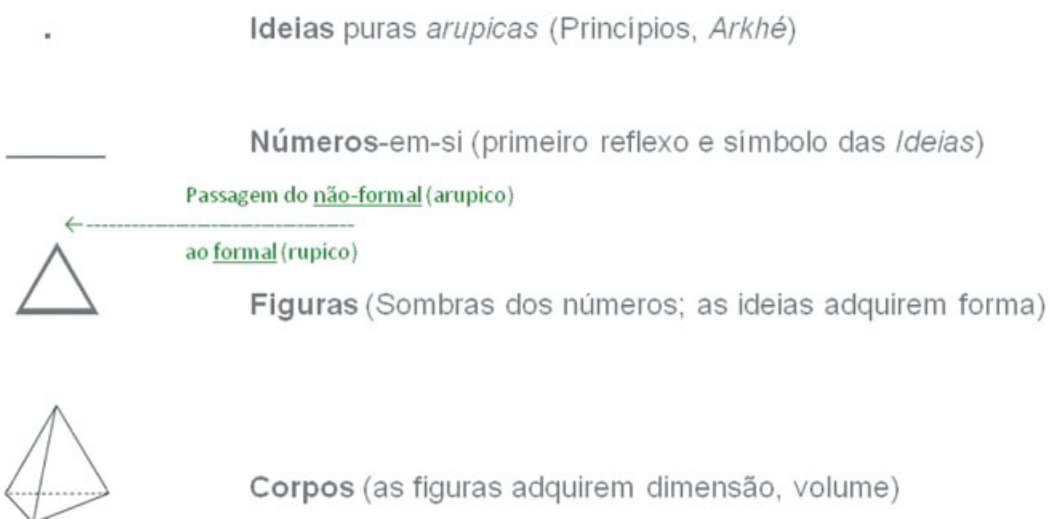 Ideias puras arupicas (Princípios, Arkhé)
Números-em-si (primeiro reflexo e símbolo das Ideias)
Passagem do não-formal (arupico)
ao formal (rupico)
Figuras (Sombras dos números; as ideias adquirem forma)
Corpos (as figuras adquirem dimensão, volume)